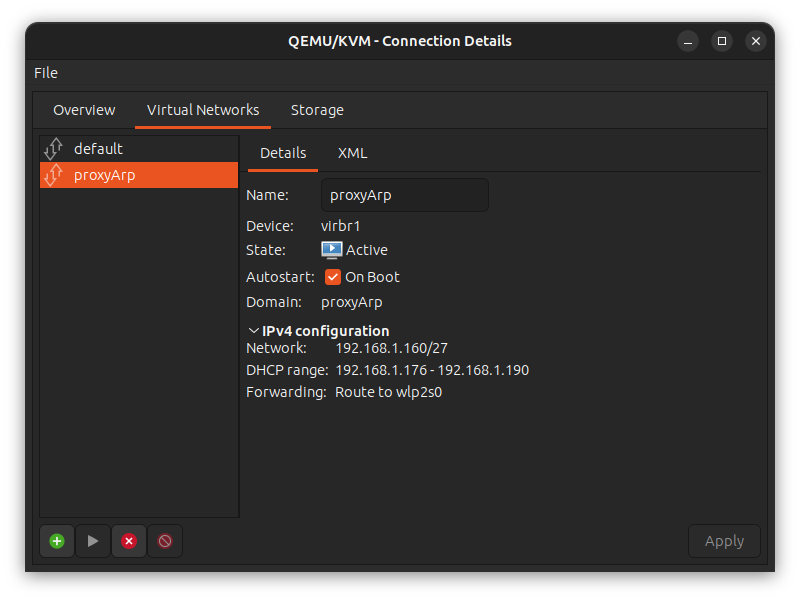 QEMU/KVM - Connection Details
File
Overview Virtual Networks Storage
default
proxyArp
Details XML
Name: proxyArp
Device: virbr1
State: Active
Autostart: On Boot
Domain: proxyArp
IPv4 configuration
Network: 192.168.1.160/27
DHCP range: 192.168.1.176 - 192.168.1.190
Forwarding: Route to wlp2s0
Apply